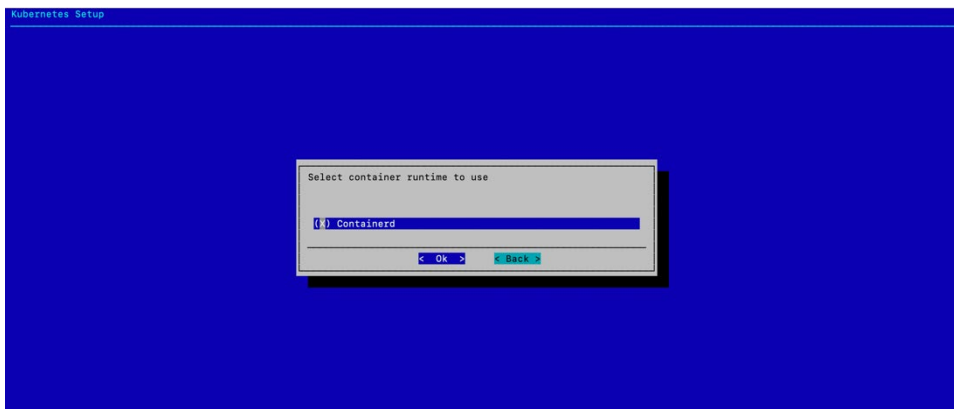 Kubernetes Setup
Select container runtime to use
(X) Containerd
< Ok > < Back >